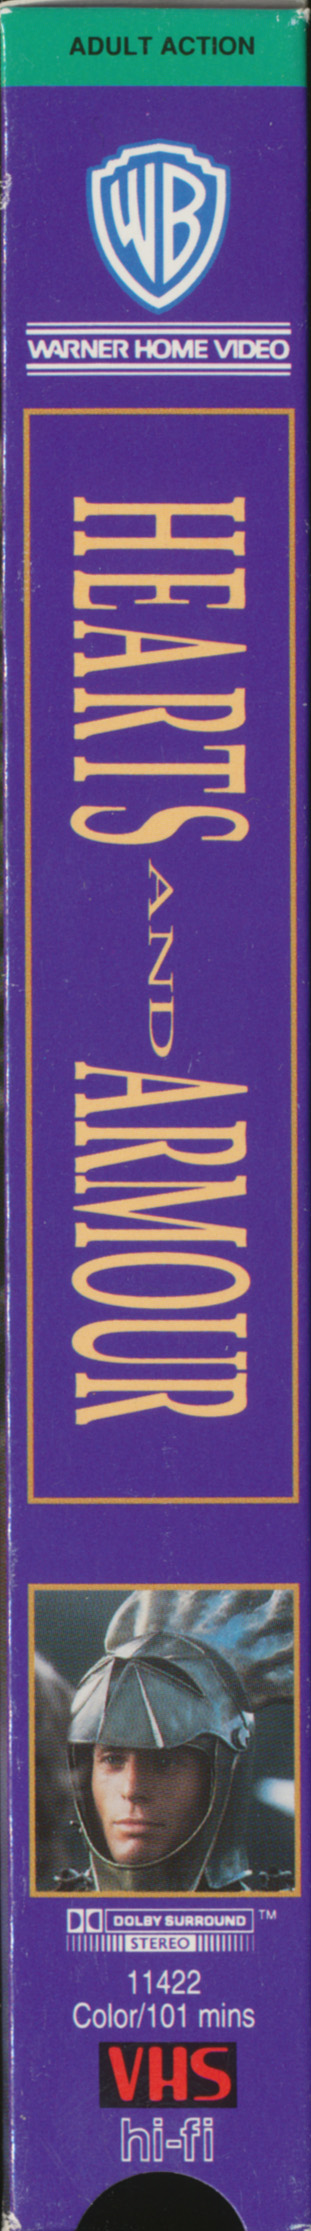 ADULT ACTION
WB
WARNER HOME VIDEO
HEARTS AND ARMOUR
DOLBY SURROUND ™
STEREO
11422
Color/101 mins
VHS
hi-fi